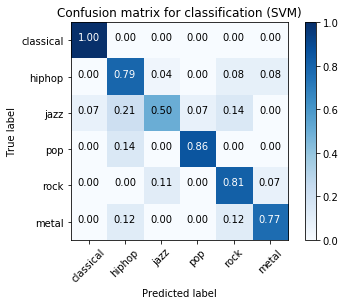 Confusion matrix for classification (SVM)
True label
classical 1.00 0.00 0.00 0.00 0.00 0.00
hiphop 0.00 0.79 0.04 0.00 0.08 0.08
jazz 0.07 0.21 0.50 0.07 0.14 0.00
pop 0.00 0.14 0.00 0.86 0.00 0.00
rock 0.00 0.00 0.11 0.00 0.81 0.07
metal 0.00 0.12 0.00 0.00 0.12 0.77
classical hiphop jazz pop rock metal
Predicted label
1.0
0.8
0.6
0.4
0.2
0.0